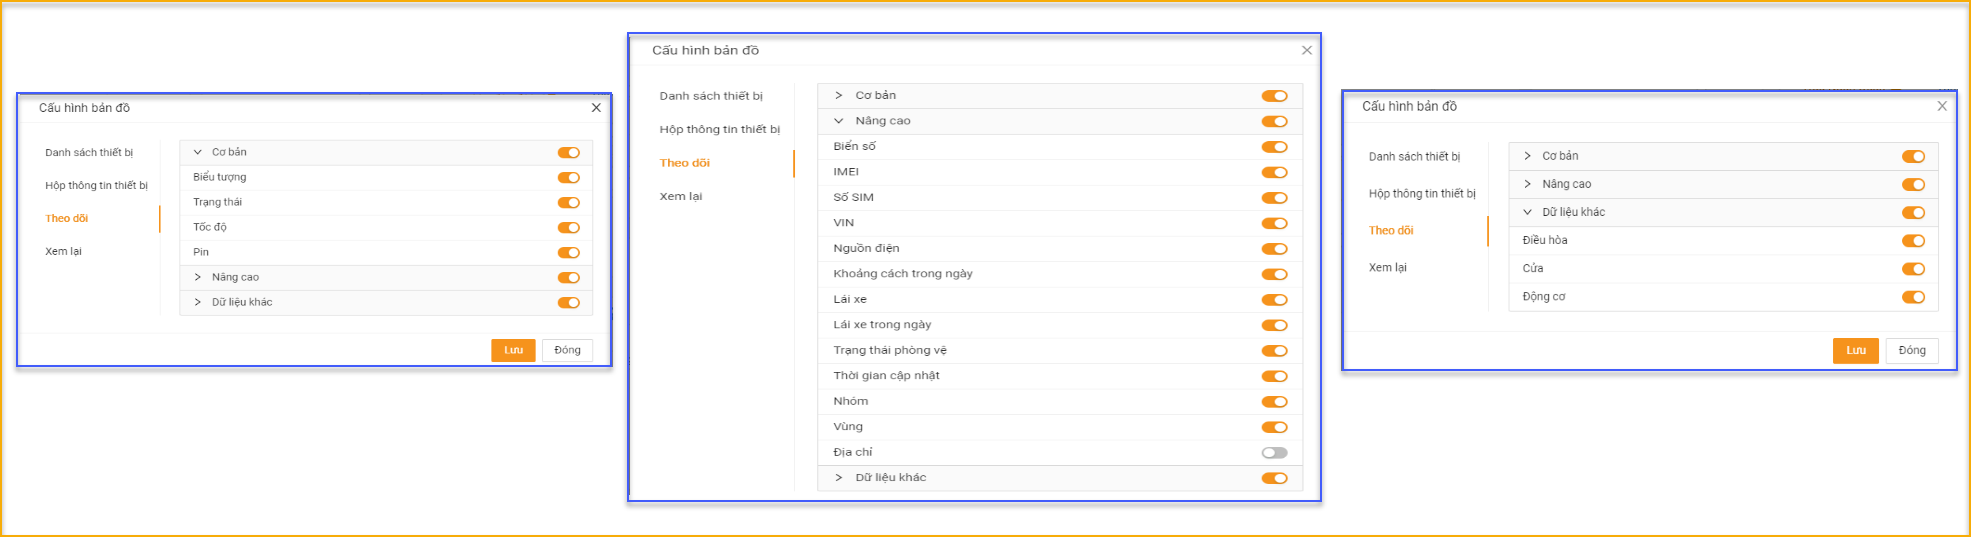 Cấu hình bản đồ
Danh sách thiết bị
Hộp thông tin thiết bị
Theo dõi
Xem lại
Cơ bản
Biểu tượng
Trạng thái
Tốc độ
Pin
Nâng cao
Dữ liệu khác
Lưu
Đóng
Cấu hình bản đồ
Danh sách thiết bị
Hộp thông tin thiết bị
Theo dõi
Xem lại
Cơ bản
Nâng cao
Biển số
IMEI
Số SIM
VIN
Nguồn điện
Khoảng cách trong ngày
Lái xe
Lái xe trong ngày
Trạng thái phòng vệ
Thời gian cập nhật
Nhóm
Vùng
Địa chỉ
Dữ liệu khác
Cấu hình bản đồ
Danh sách thiết bị
Hộp thông tin thiết bị
Theo dõi
Xem lại
Cơ bản
Nâng cao
Dữ liệu khác
Điều hòa
Cửa
Động cơ
Lưu
Đóng